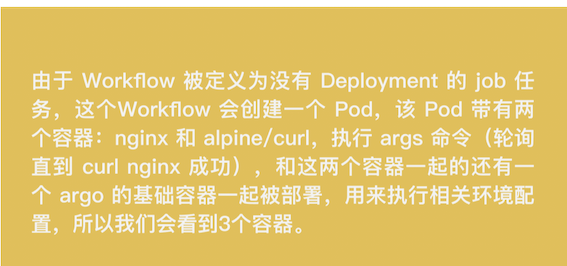 由于 Workflow 被定义为没有 Deployment 的 job 任
务，这个Workflow 会创建一个 Pod，该 Pod 带有两
个容器：nginx 和 alpine/curl，执行 args 命令（轮询
直到 curl nginx 成功），和这两个容器一起的还有一
个 argo 的基础容器一起被部署，用来执行相关环境配
置，所以我们会看到3个容器。